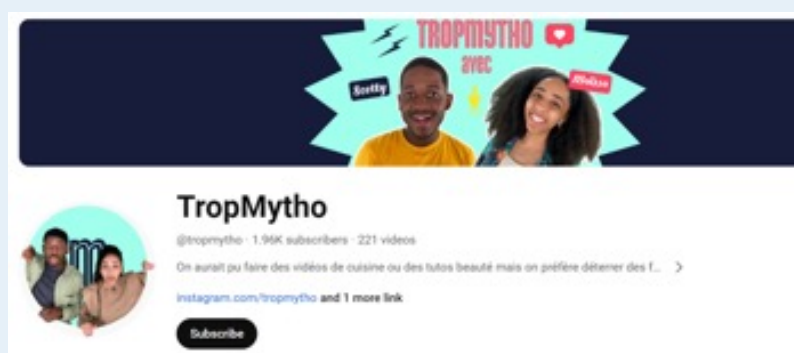 TROPMYTHO
avec
Scotty
Melissa
TropMytho
@tropmytho · 1.96K subscribers · 221 videos
On aurait pu faire des vidéos de cuisine ou des tutos beauté mais on préfère déterrer des f...
instagram.com/tropmytho and 1 more link
Subscribe